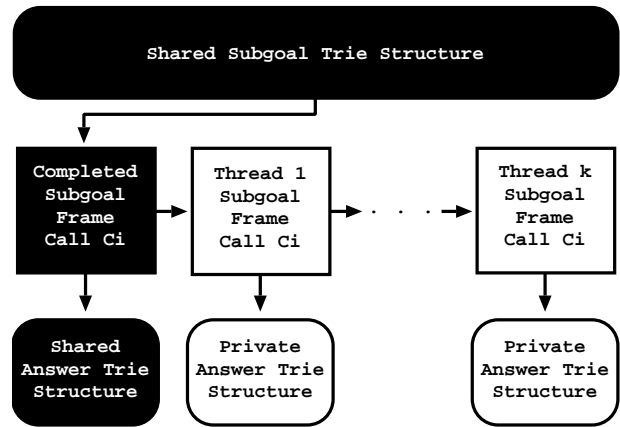 Shared Subgoal Trie Structure
Completed
Subgoal
Frame
Call Ci
Thread 1
Subgoal
Frame
Call Ci
. . .
Thread k
Subgoal
Frame
Call Ci
Shared
Answer Trie
Structure
Private
Answer Trie
Structure
Private
Answer Trie
Structure